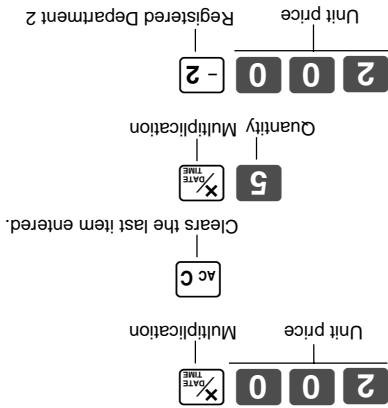 2 0 0 × DATE TIME
Unit price Multiplication
AC C
Clears the last item entered.
5 × DATE TIME
Quantity Multiplication
2 0 0 – 2
Unit price Registered Department 2